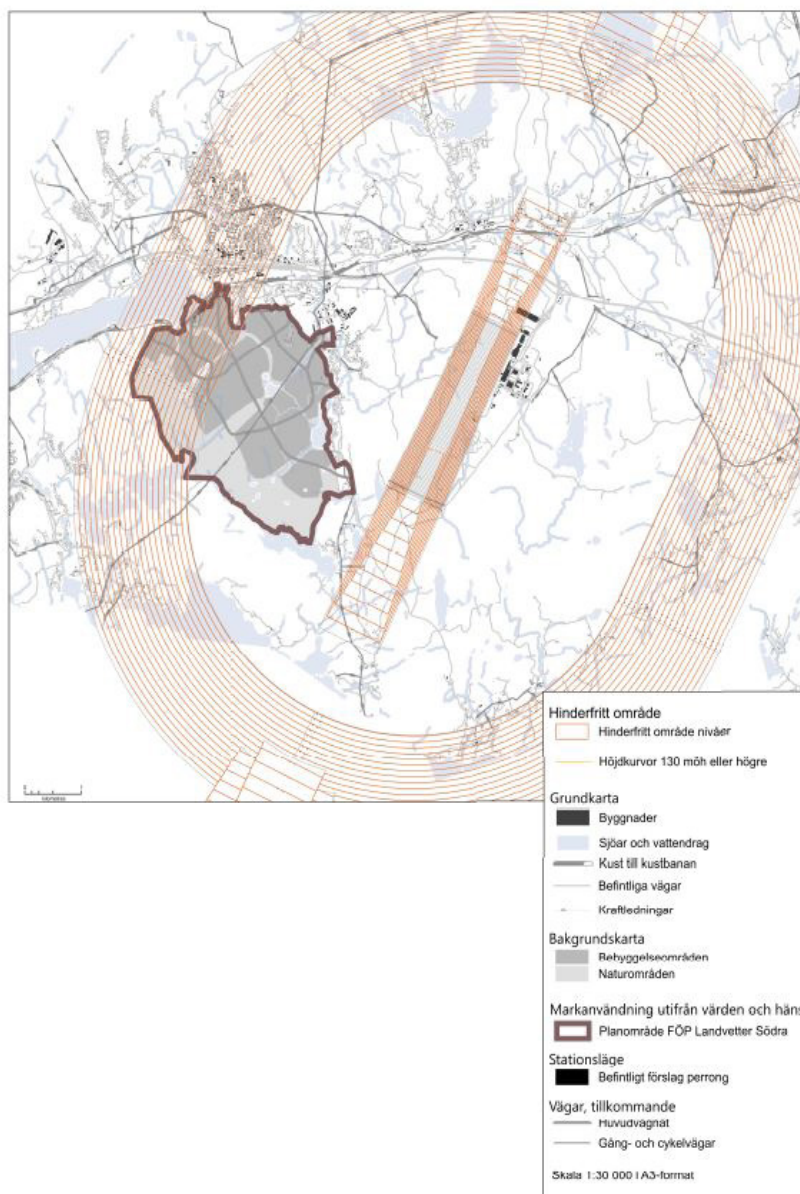 kilometres
Hinderfritt område
Hinderfritt område nivåer
Höjdkurvor 130 möh eller högre
Grundkarta
Byggnader
Sjöar och vattendrag
Kust till kustbanan
Befintliga vägar
Kraftledningar
Bakgrundskarta
Bebyggelseområden
Naturområden
Markanvändning utifrån värden och häns
Planområde FÖP Landvetter Södra
Stationsläge
Befintligt förslag perrong
Vägar, tillkommande
Huvudvägnät
Gång- och cykelvägar
Skala 1:30 000 i A3-format